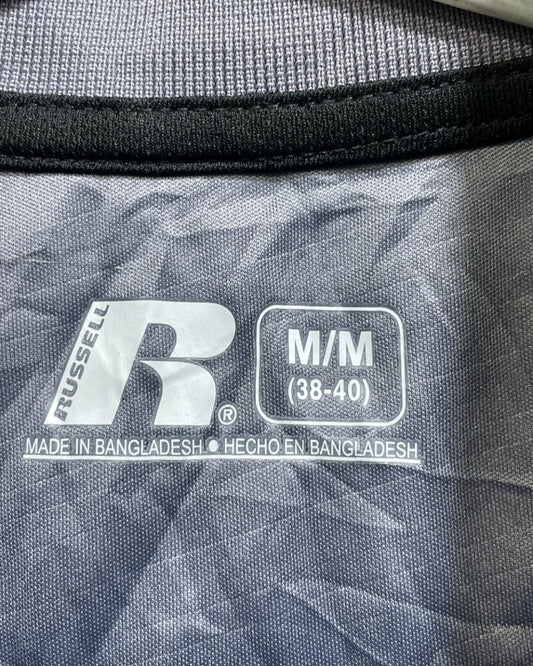 RUSSELL
R®
M/M
(38-40)
MADE IN BANGLADESH • HECHO EN BANGLADESH